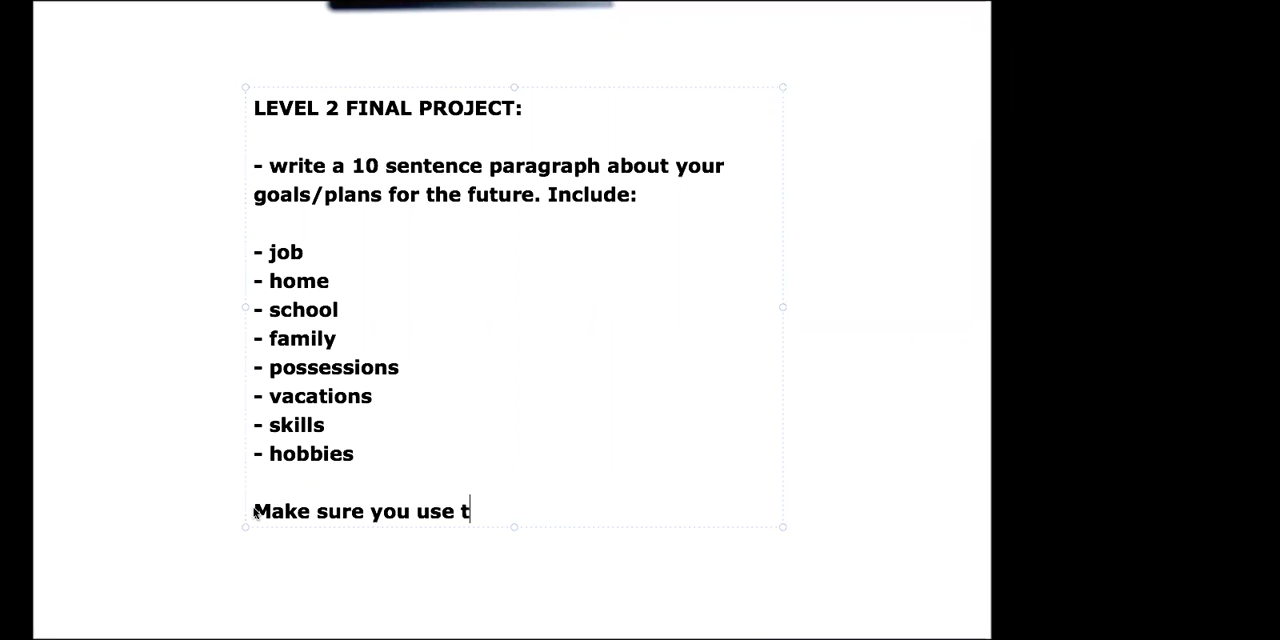 LEVEL 2 FINAL PROJECT:
- write a 10 sentence paragraph about your
goals/plans for the future. Include:
- job
- home
- school
- family
- possessions
- vacations
- skills
- hobbies
Make sure you use t